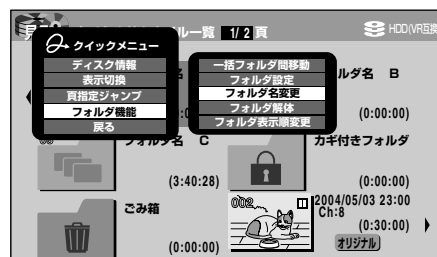 ル一覧 1/2 頁
HDD(VR互換
クイックメニュー
ディスク情報
表示切換
頁指定ジャンプ
フォルダ機能
戻る
一括フォルダ間移動
フォルダ設定
フォルダ名変更
フォルダ解体
フォルダ表示順変更
ルダ名 B
(0:00:00)
フォルダ名 C
(3:40:28)
カギ付きフォルダ
(0:00:00)
ごみ箱
(0:00:00)
002
2004/05/03 23:00
Ch:8
(0:30:00)
オリジナル